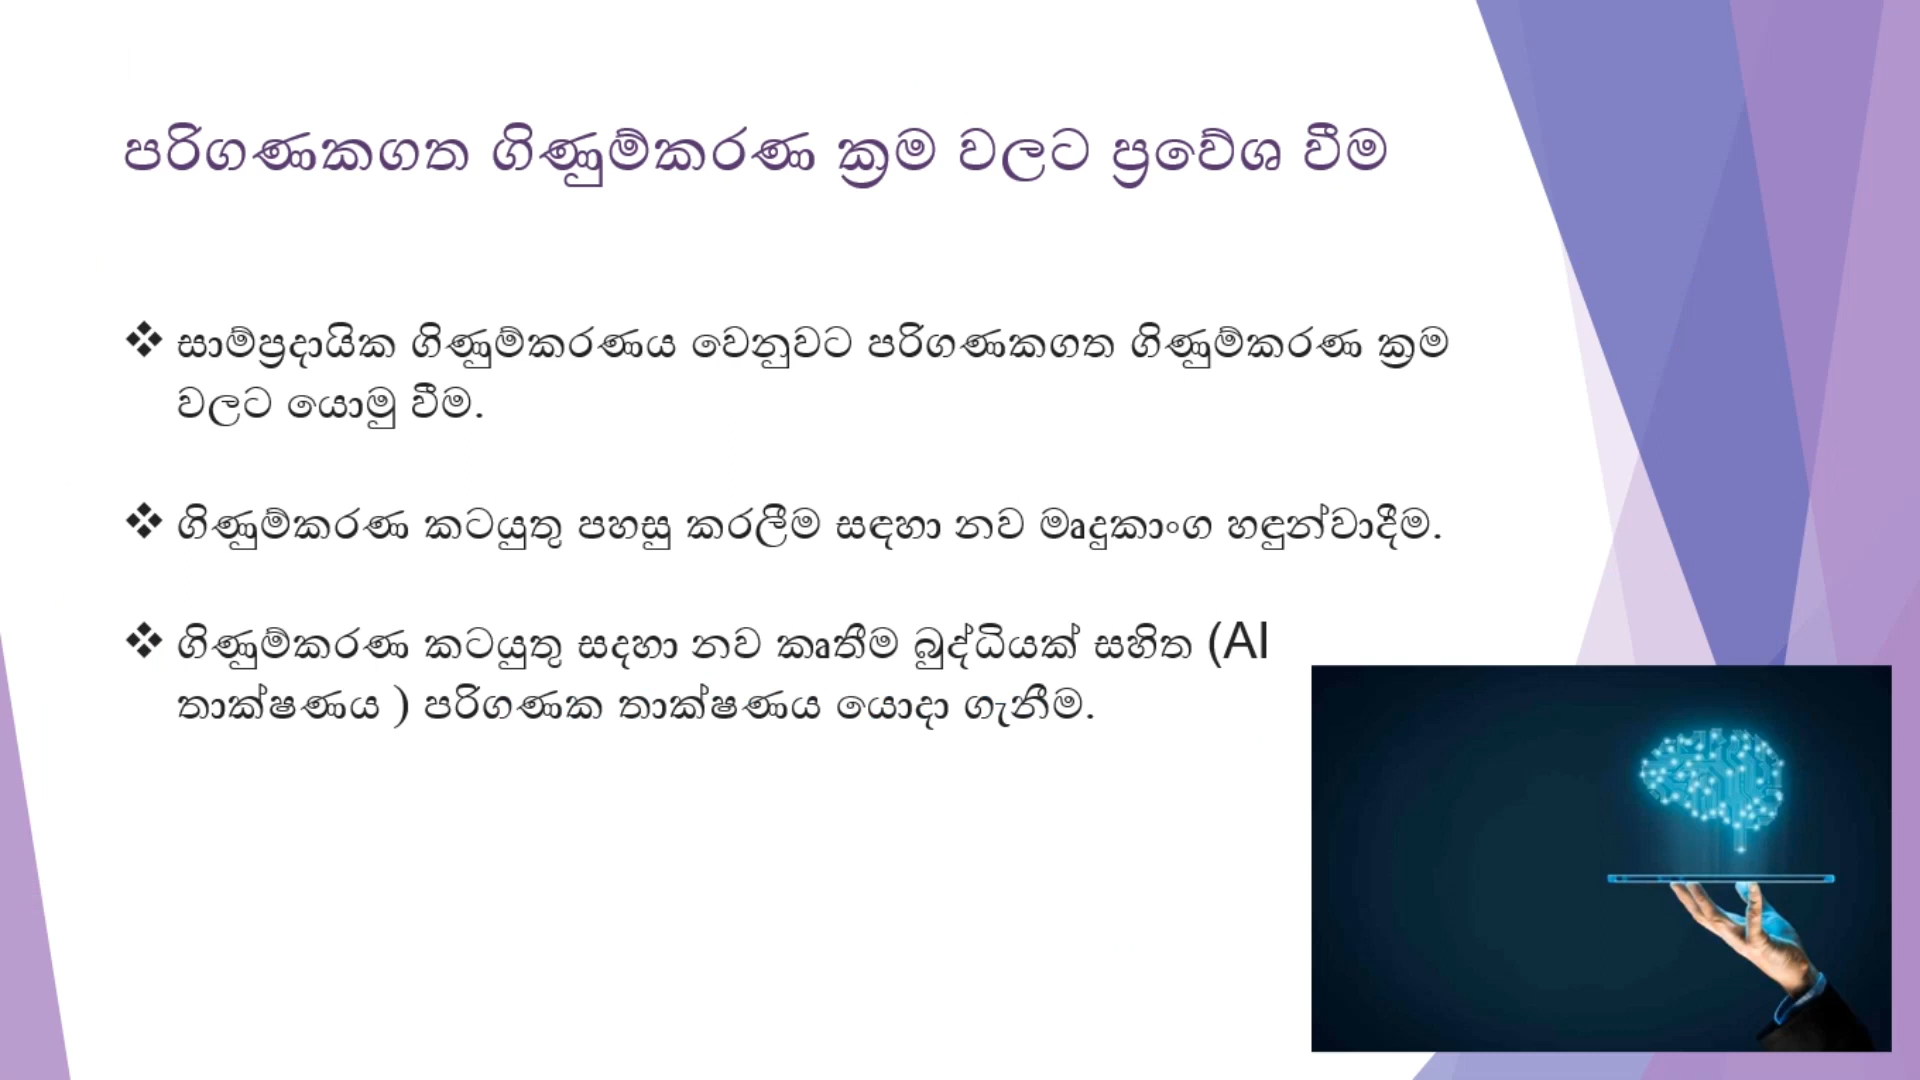 පරිගණකගත ගිණුම්කරණ ක්‍රම වලට ප්‍රවේශ වීම
❖ සාම්ප්‍රදායික ගිණුම්කරණය වෙනුවට පරිගණකගත ගිණුම්කරණ ක්‍රම
වලට යොමු වීම.
❖ ගිණුම්කරණ කටයුතු පහසු කරලීම සඳහා නව මෘදුකාංග හඳුන්වාදීම.
❖ ගිණුම්කරණ කටයුතු සදහා නව කෘතීම බුද්ධියක් සහිත (AI
තාක්ෂණය ) පරිගණක තාක්ෂණය යොදා ගැනීම.